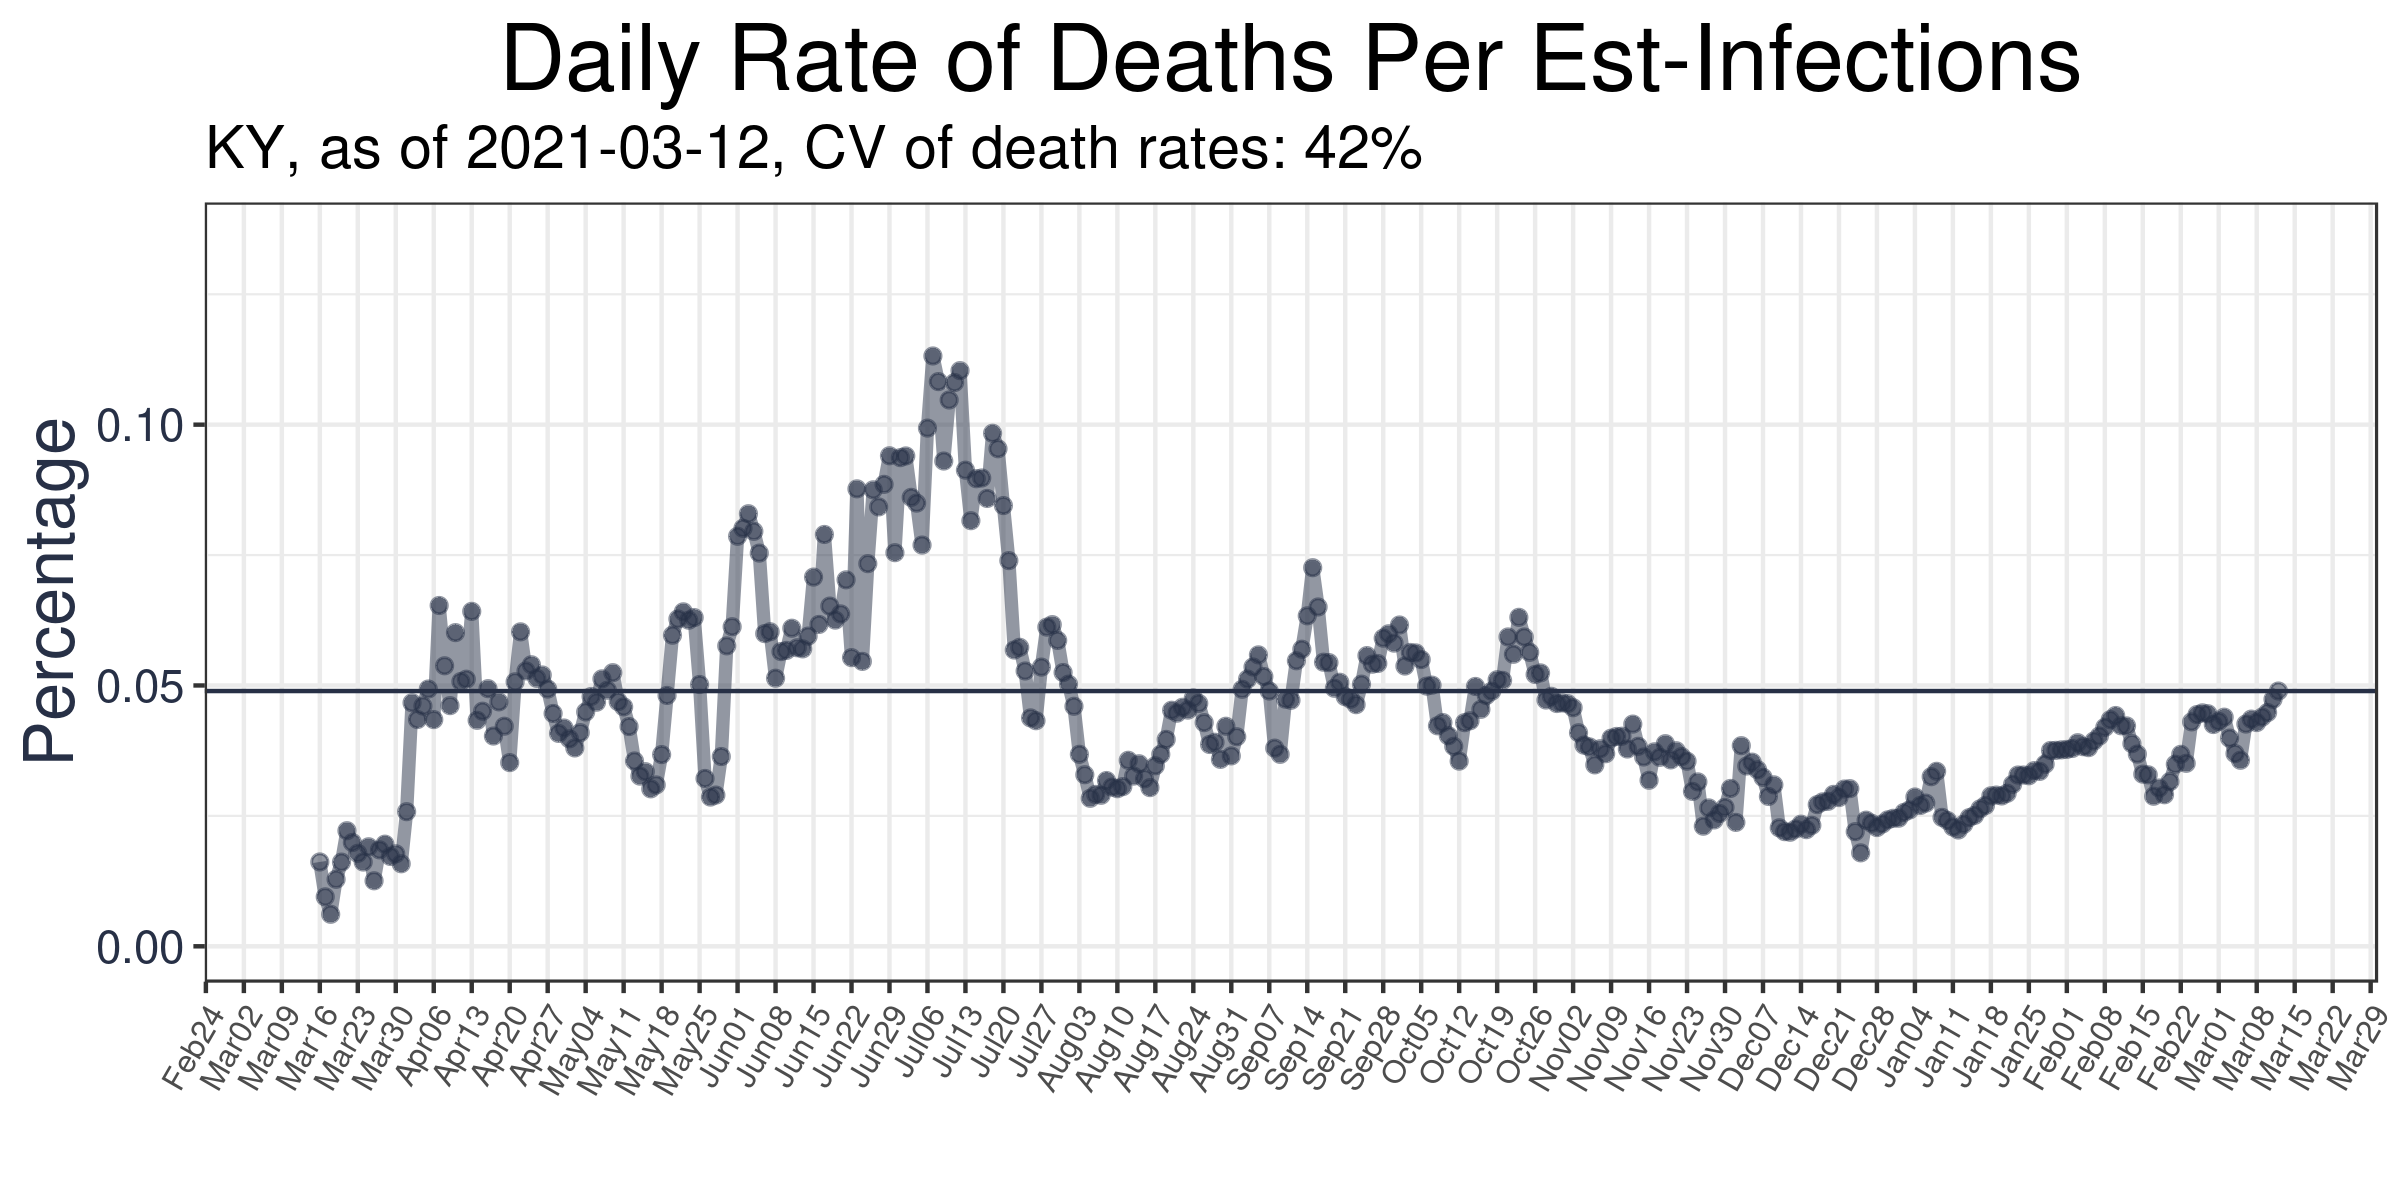 Daily Rate of Deaths Per Est-Infections
KY, as of 2021-03-12, CV of death rates: 42%
Percentage
0.10
0.05
0.00
Feb24
Mar02
Mar09
Mar16
Mar23
Mar30
Apr06
Apr13
Apr20
Apr27
May04
May11
May18
May25
Jun01
Jun08
Jun15
Jun22
Jun29
Jul06
Jul13
Jul20
Jul27
Aug03
Aug10
Aug17
Aug24
Aug31
Sep07
Sep14
Sep21
Sep28
Oct05
Oct12
Oct19
Oct26
Nov02
Nov09
Nov16
Nov23
Nov30
Dec07
Dec14
Dec21
Dec28
Jan04
Jan11
Jan18
Jan25
Feb01
Feb08
Feb15
Feb22
Mar01
Mar08
Mar15
Mar22
Mar29